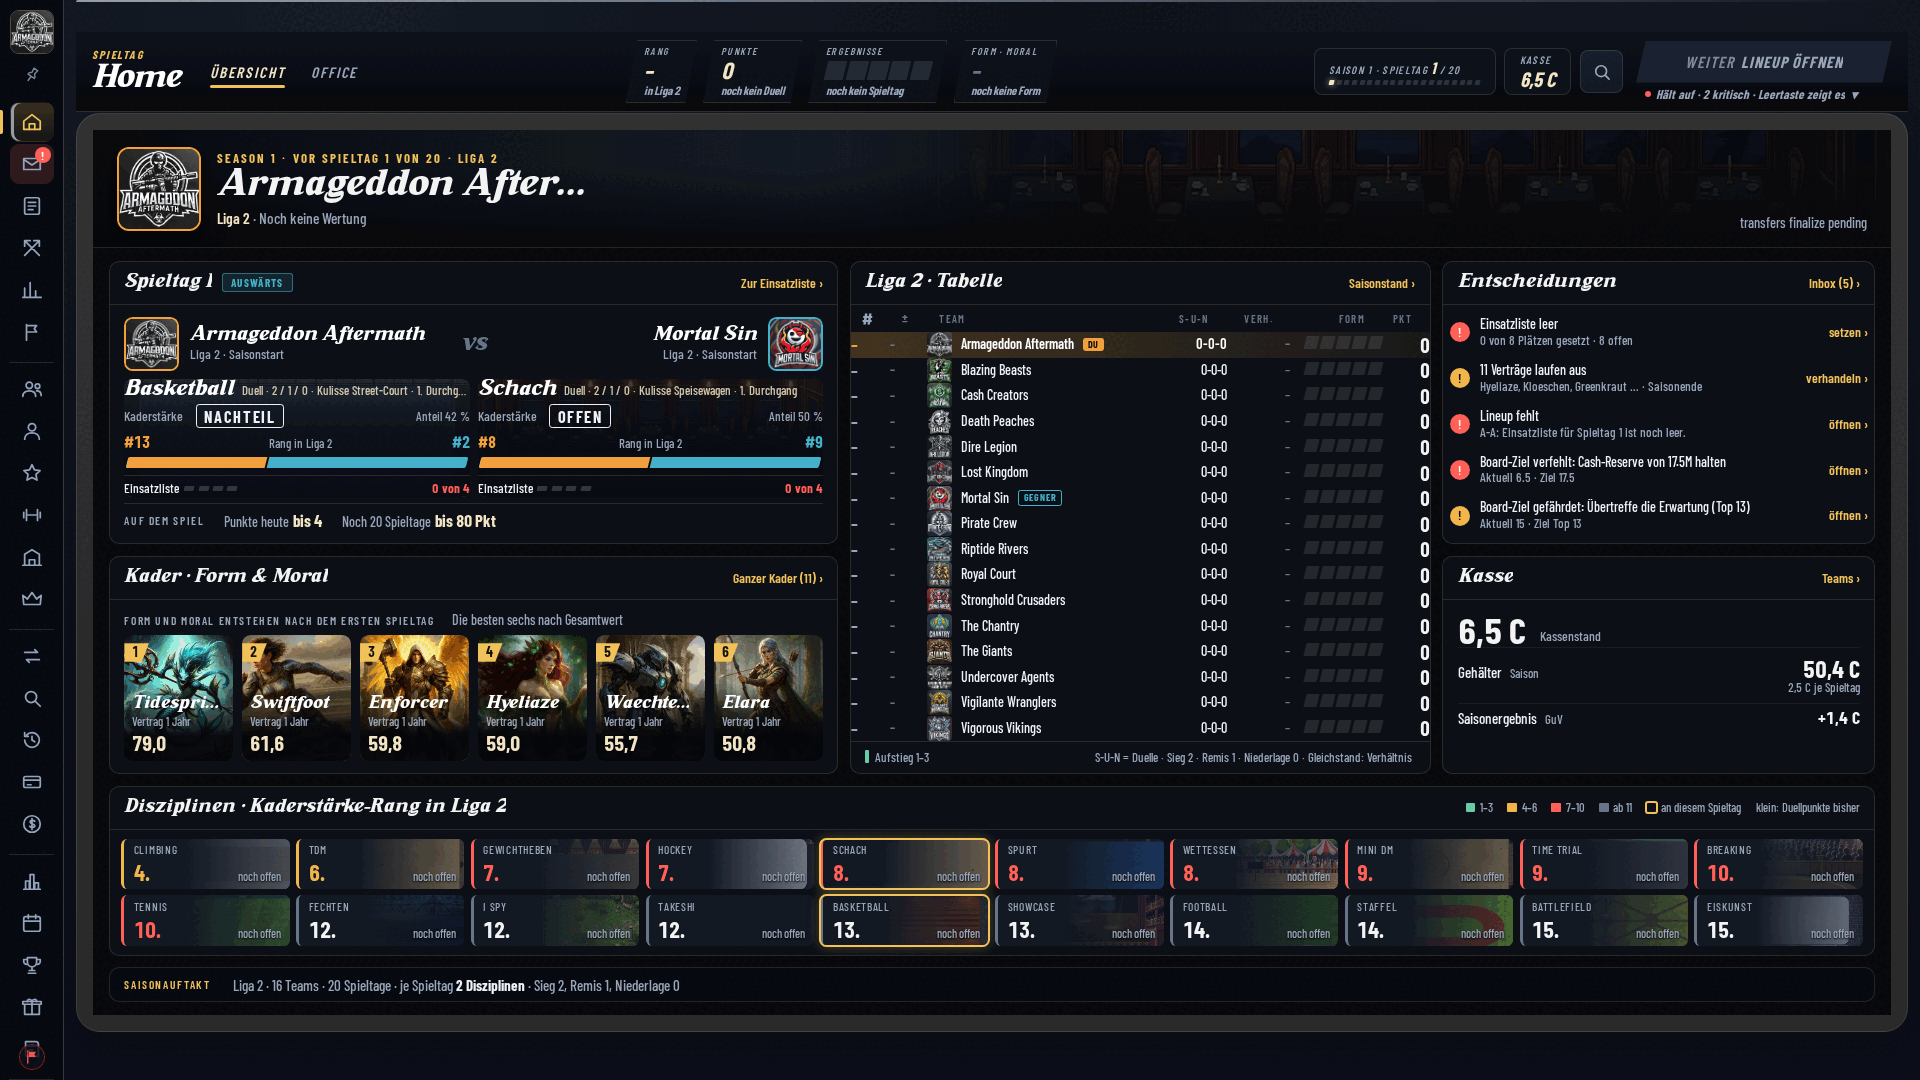 SPIELTAG
Home
ÜBERSICHT
OFFICE
RANG
–
in Liga 2
PUNKTE
0
noch kein Duell
ERGEBNISSE
noch kein Spieltag
FORM · MORAL
–
noch keine Form
SAISON 1 · SPIELTAG 1 / 20
KASSE
6,5 C
WEITER LINEUP ÖFFNEN
Hält auf · 2 kritisch · Leertaste zeigt es ▼
SEASON 1 · VOR SPIELTAG 1 VON 20 · LIGA 2
Armageddon After...
Liga 2 · Noch keine Wertung
transfers finalize pending
ARMAGEDDON
AFTERMATH
Spieltag 1
AUSWÄRTS
Zur Einsatzliste ›
Armageddon Aftermath
Liga 2 · Saisonstart
VS
Mortal Sin
Liga 2 · Saisonstart
Basketball Duell · 2 / 1 / 0 · Kulisse Street-Court · 1. Durchg...
Kaderstärke NACHTEIL Anteil 42 %
#13 Rang in Liga 2 #2
Einsatzliste 0 von 4
Schach Duell · 2 / 1 / 0 · Kulisse Speisewagen · 1. Durchgang
Kaderstärke OFFEN Anteil 50 %
#8 Rang in Liga 2 #9
Einsatzliste 0 von 4
AUF DEM SPIEL Punkte heute bis 4 Noch 20 Spieltage bis 80 Pkt
Kader · Form & Moral
Ganzer Kader (11) ›
FORM UND MORAL ENTSTEHEN NACH DEM ERSTEN SPIELTAG Die besten sechs nach Gesamtwert
1
Tidespri...
Vertrag 1 Jahr
79,0
2
Swiftfoot
Vertrag 1 Jahr
61,6
3
Enforcer
Vertrag 1 Jahr
59,8
4
Hyeliaze
Vertrag 1 Jahr
59,0
5
Waechte...
Vertrag 1 Jahr
55,7
6
Elara
Vertrag 1 Jahr
50,8
Liga 2 · Tabelle
Saisonstand ›
# ± TEAM S-U-N VERH. FORM PKT
– – Armageddon Aftermath DU 0-0-0 – 0
– – Blazing Beasts 0-0-0 – 0
– – Cash Creators 0-0-0 – 0
– – Death Peaches 0-0-0 – 0
– – Dire Legion 0-0-0 – 0
– – Lost Kingdom 0-0-0 – 0
– – Mortal Sin GEGNER 0-0-0 – 0
– – Pirate Crew 0-0-0 – 0
– – Riptide Rivers 0-0-0 – 0
– – Royal Court 0-0-0 – 0
– – Stronghold Crusaders 0-0-0 – 0
– – The Chantry 0-0-0 – 0
– – The Giants 0-0-0 – 0
– – Undercover Agents 0-0-0 – 0
– – Vigilante Wranglers 0-0-0 – 0
– – Vigorous Vikings 0-0-0 – 0
Aufstieg 1–3
S-U-N = Duelle · Sieg 2 · Remis 1 · Niederlage 0 · Gleichstand: Verhältnis
Entscheidungen
Inbox (5) ›
Einsatzliste leer
0 von 8 Plätzen gesetzt · 8 offen
setzen ›
11 Verträge laufen aus
Hyeliaze, Kloeschen, Greenkraut ... · Saisonende
verhandeln ›
Lineup fehlt
A-A: Einsatzliste für Spieltag 1 ist noch leer.
öffnen ›
Board-Ziel verfehlt: Cash-Reserve von 17.5M halten
Aktuell 6.5 · Ziel 17.5
öffnen ›
Board-Ziel gefährdet: Übertreffe die Erwartung (Top 13)
Aktuell 15 · Ziel Top 13
öffnen ›
Kasse
Teams ›
6,5 C Kassenstand
Gehälter Saison 50,4 C
2,5 C je Spieltag
Saisonergebnis GuV +1,4 C
Disziplinen · Kaderstärke-Rang in Liga 2
1–3 4–6 7–10 ab 11 an diesem Spieltag klein: Duellpunkte bisher
CLIMBING
4. noch offen
TDM
6. noch offen
GEWICHTHEBEN
7. noch offen
HOCKEY
7. noch offen
SCHACH
8. noch offen
SPURT
8. noch offen
WETTESSEN
8. noch offen
MINI DM
9. noch offen
TIME TRIAL
9. noch offen
BREAKING
10. noch offen
TENNIS
10. noch offen
FECHTEN
12. noch offen
I SPY
12. noch offen
TAKESHI
12. noch offen
BASKETBALL
13. noch offen
SHOWCASE
13. noch offen
FOOTBALL
14. noch offen
STAFFEL
14. noch offen
BATTLEFIELD
15. noch offen
EISKUNST
15. noch offen
SAISONAUFTAKT Liga 2 · 16 Teams · 20 Spieltage · je Spieltag 2 Disziplinen · Sieg 2, Remis 1, Niederlage 0